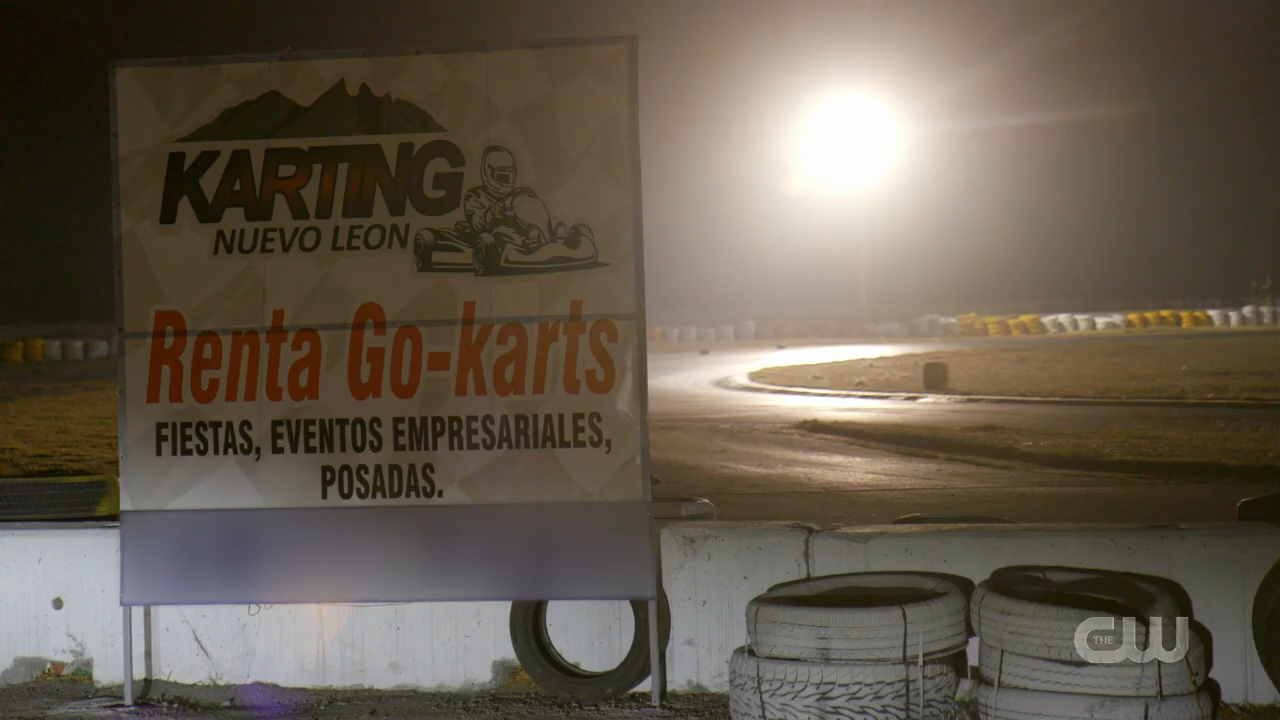 KARTING
NUEVO LEON
Renta Go-karts
FIESTAS, EVENTOS EMPRESARIALES,
POSADAS.
THE CW